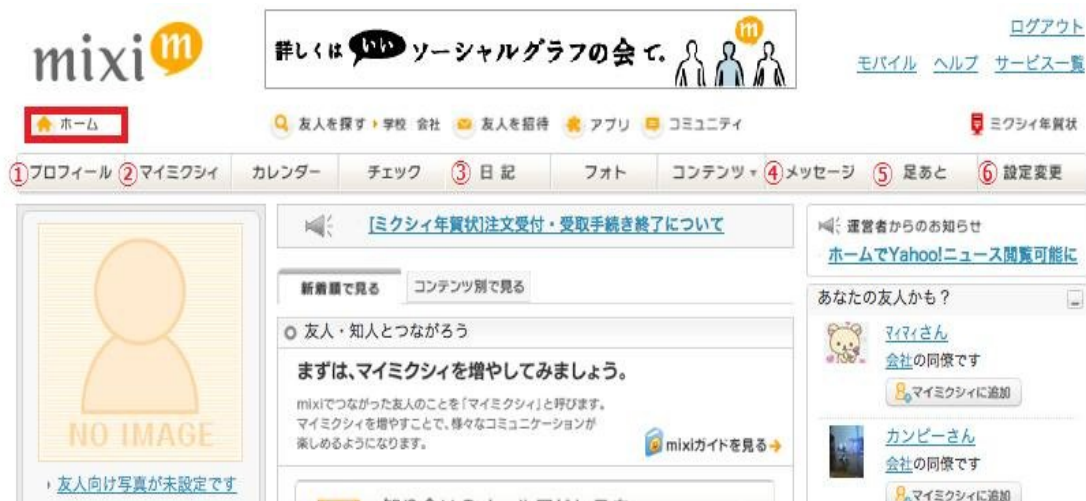 mixi m
詳しくは いい ソーシャルグラフの会 で。 m
ログアウト
モバイル ヘルプ サービス一覧
ホーム
友人を探す 学校 会社 友人を招待 アプリ コミュニティ
ミクシィ年賀状
①プロフィール ②マイミクシィ カレンダー チェック ③日記 フォト コンテンツ ④メッセージ ⑤足あと ⑥設定変更
NO IMAGE
友人向け写真が未設定です
[ミクシィ年賀状]注文受付・受取手続き終了について
新着順で見る コンテンツ別で見る
友人・知人とつながろう
まずは、マイミクシィを増やしてみましょう。
mixiでつながった友人のことを「マイミクシィ」と呼びます。
マイミクシィを増やすことで、様々なコミュニケーションが
楽しめるようになります。
mixiガイドを見る
運営者からのお知らせ
ホームでYahoo!ニュース閲覧可能に
あなたの友人かも？
ﾏｲﾏｲさん
会社の同僚です
マイミクシィに追加
カンピーさん
会社の同僚です
マイミクシィに追加